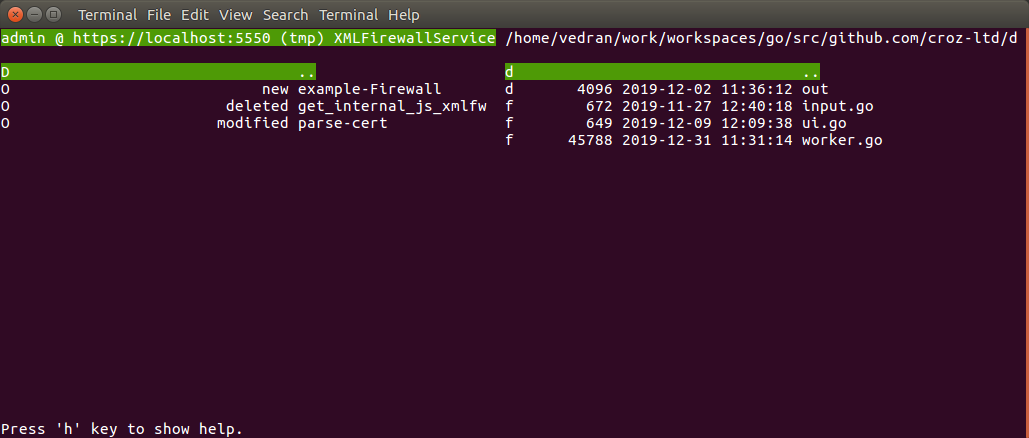 Terminal File Edit View Search Terminal Help
admin @ https://localhost:5550 (tmp) XMLFirewallService /home/vedran/work/workspaces/go/src/github.com/croz-ltd/d
D .. d ..
O new example-Firewall d 4096 2019-12-02 11:36:12 out
O deleted get_internal_js_xmlfw f 672 2019-11-27 12:40:18 input.go
O modified parse-cert f 649 2019-12-09 12:09:38 ui.go
f 45788 2019-12-31 11:31:14 worker.go
Press 'h' key to show help.